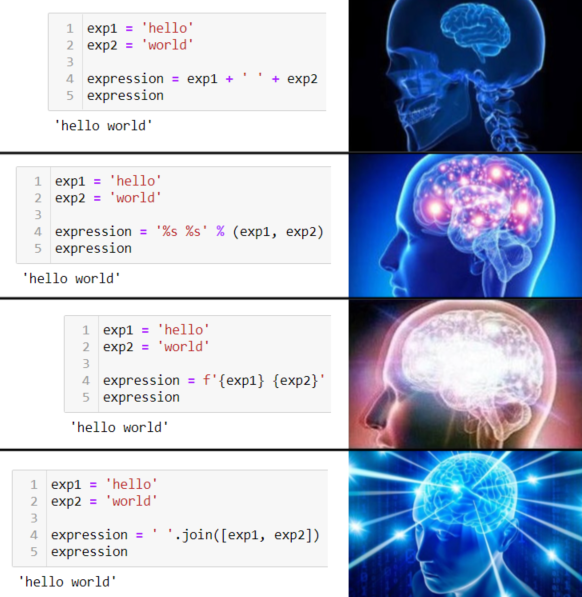 1 exp1 = 'hello'
2 exp2 = 'world'
3
4 expression = exp1 + ' ' + exp2
5 expression
'hello world'
1 exp1 = 'hello'
2 exp2 = 'world'
3
4 expression = '%s %s' % (exp1, exp2)
5 expression
'hello world'
1 exp1 = 'hello'
2 exp2 = 'world'
3
4 expression = f'{exp1} {exp2}'
5 expression
'hello world'
1 exp1 = 'hello'
2 exp2 = 'world'
3
4 expression = ' '.join([exp1, exp2])
5 expression
'hello world'